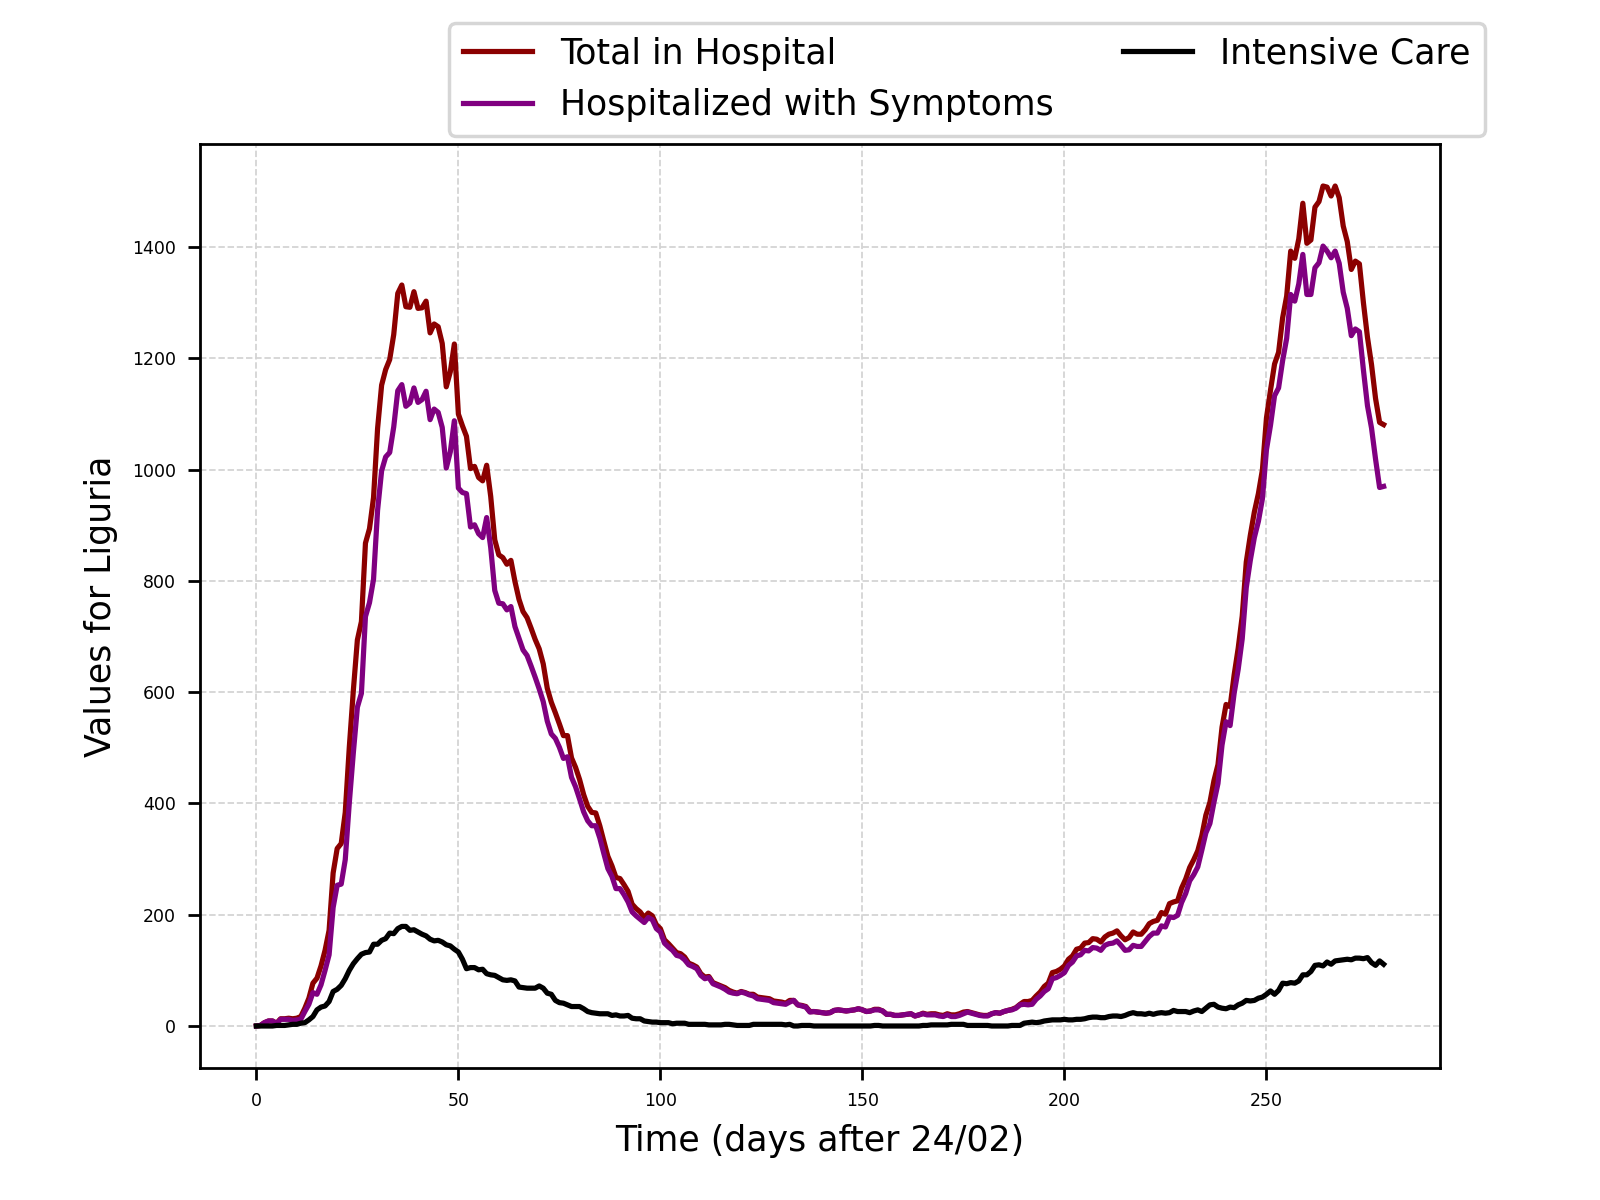 Total in Hospital
Hospitalized with Symptoms
Intensive Care
Values for Liguria
1400
1200
1000
800
600
400
200
0
0 50 100 150 200 250
Time (days after 24/02)